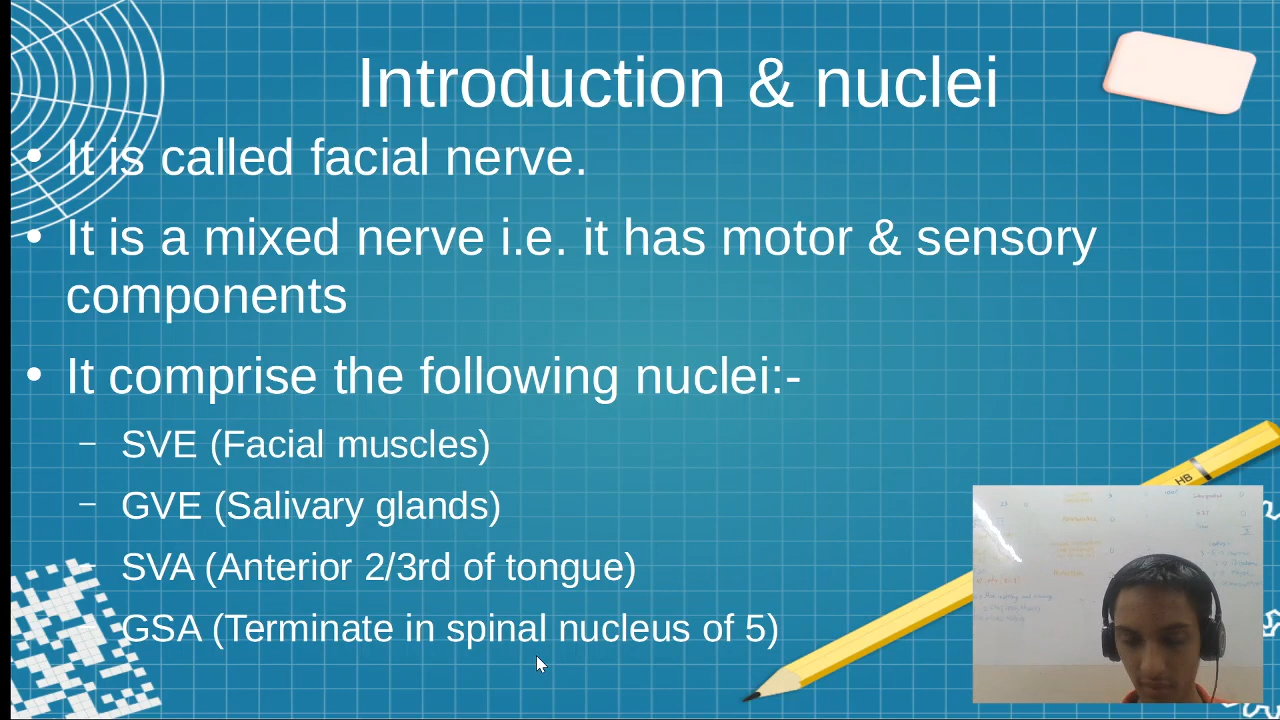 Introduction & nuclei
It is called facial nerve.
It is a mixed nerve i.e. it has motor & sensory
components
It comprise the following nuclei:-
– SVE (Facial muscles)
– GVE (Salivary glands)
SVA (Anterior 2/3rd of tongue)
GSA (Terminate in spinal nucleus of 5)
HB